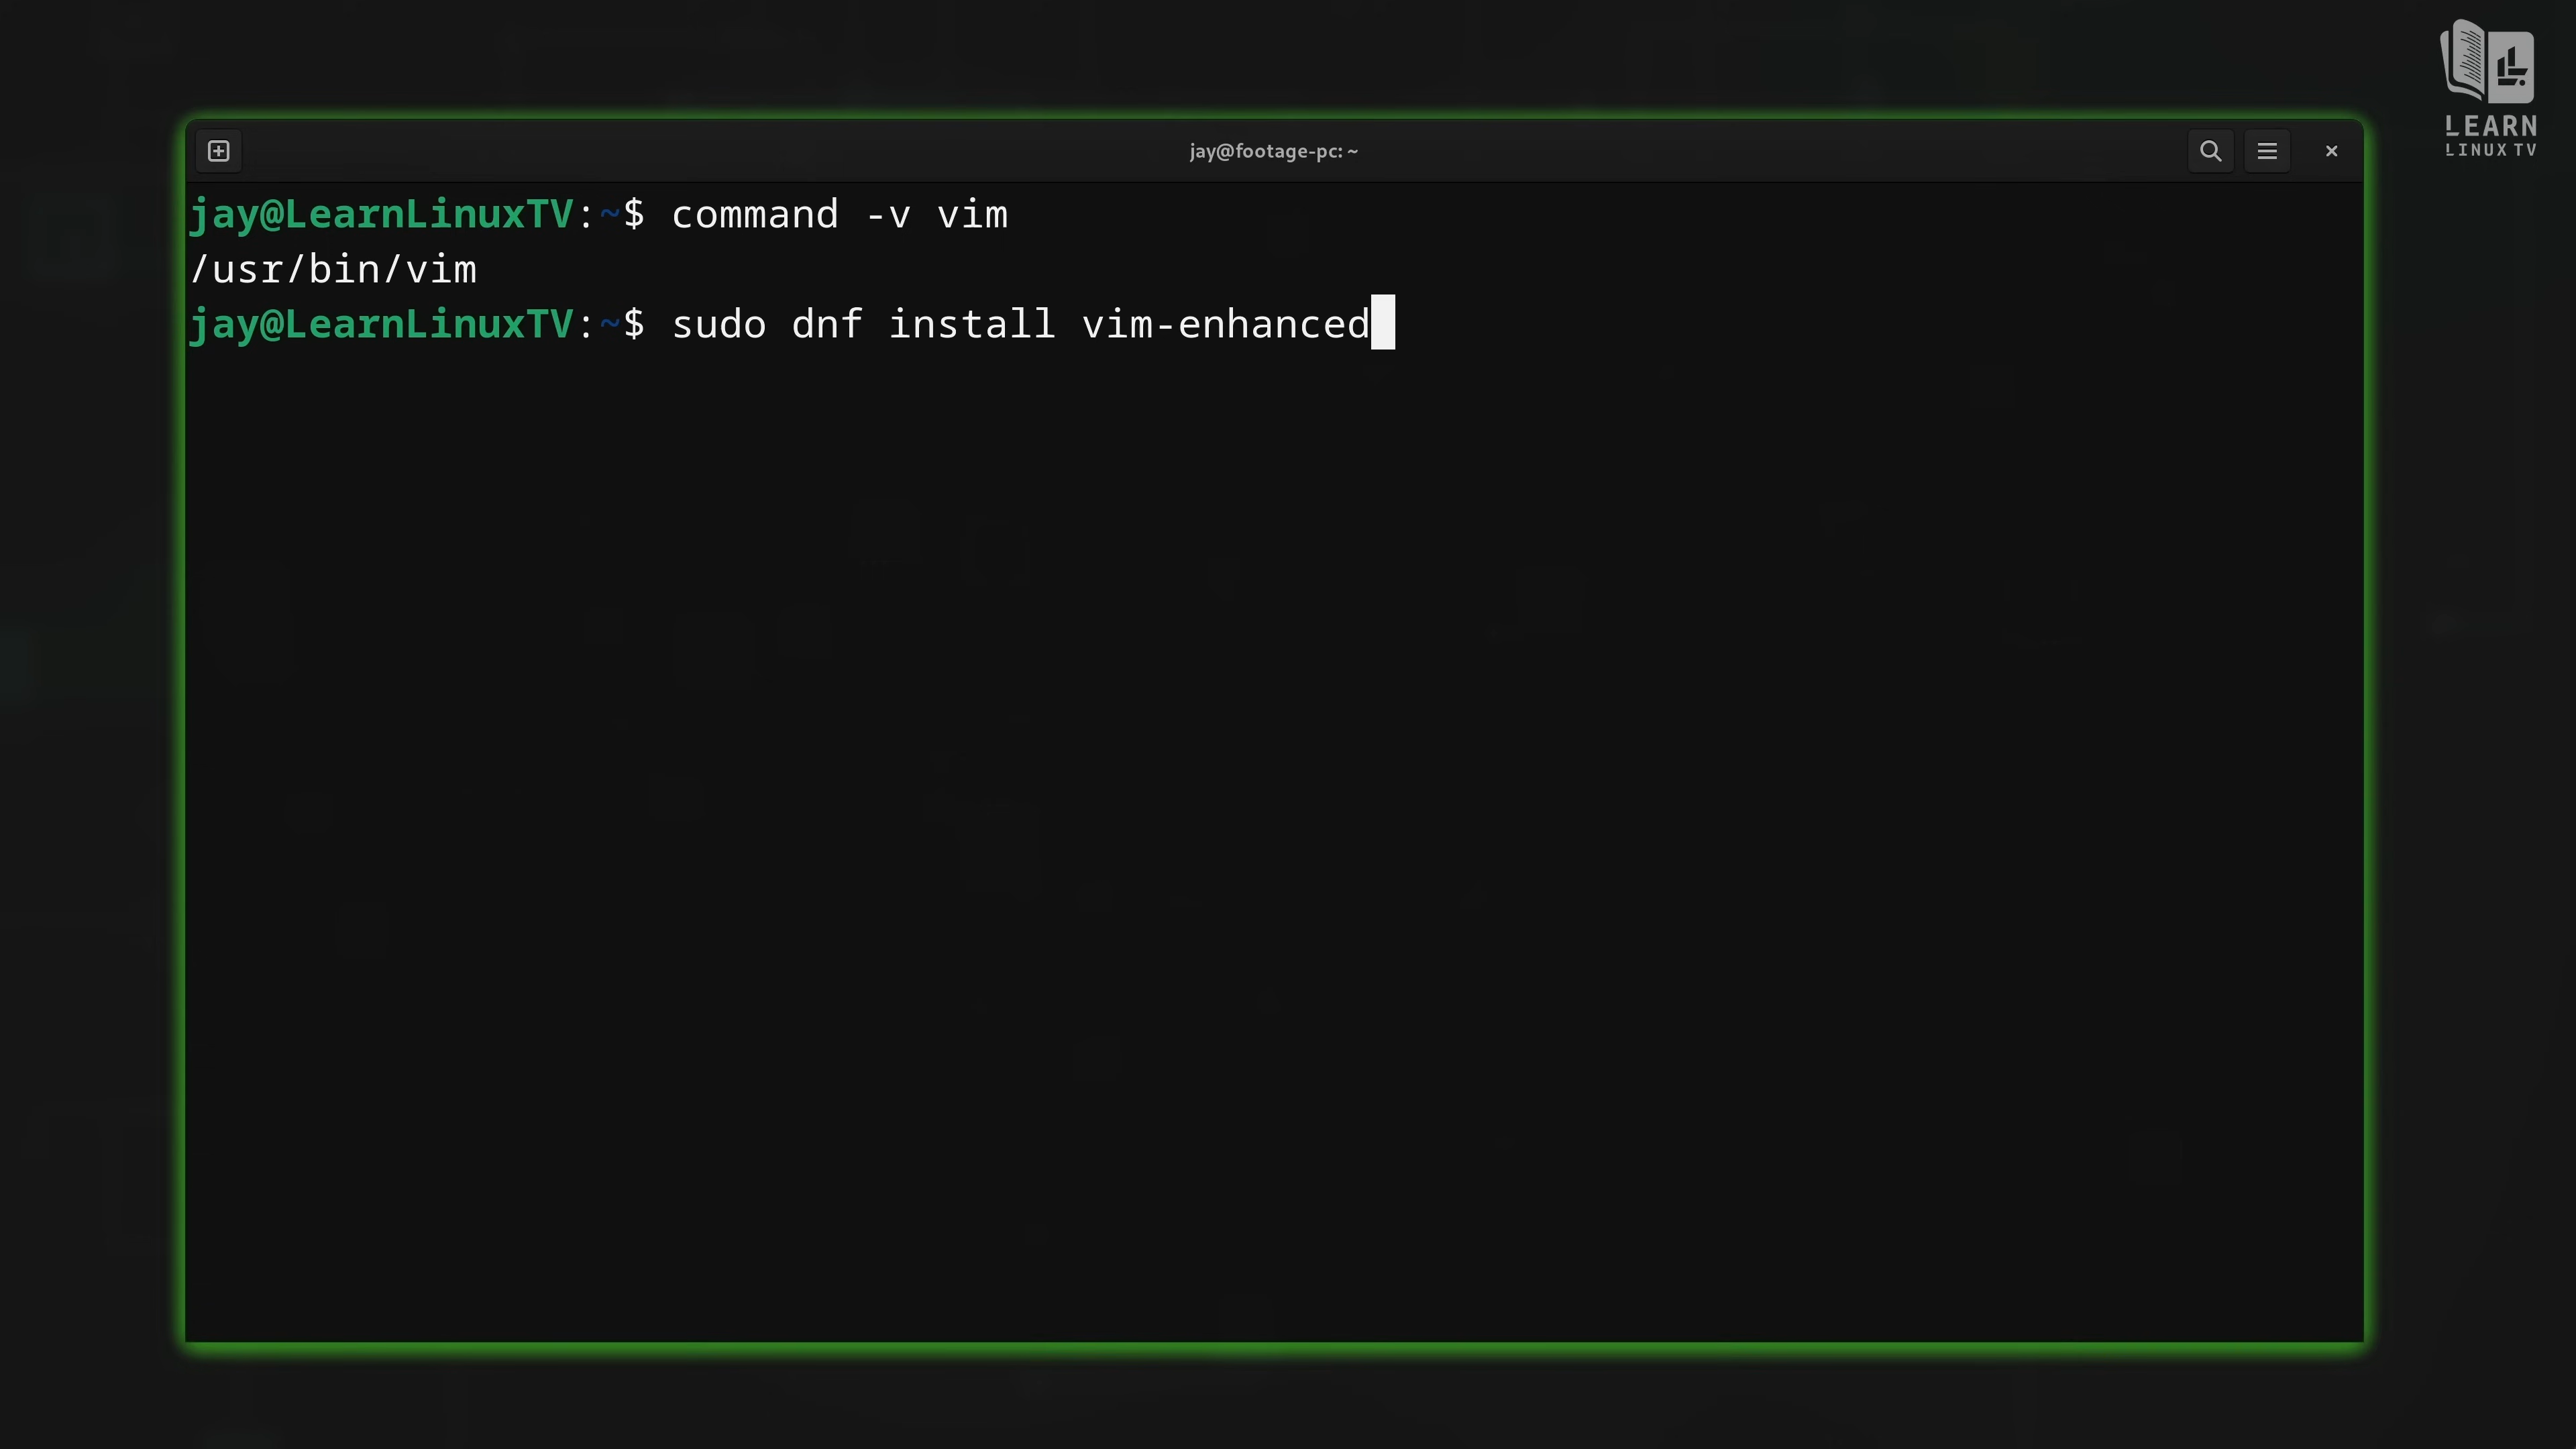 LEARN
LINUX TV
jay@footage-pc: ~
jay@LearnLinuxTV:~$ command -v vim
/usr/bin/vim
jay@LearnLinuxTV:~$ sudo dnf install vim-enhanced